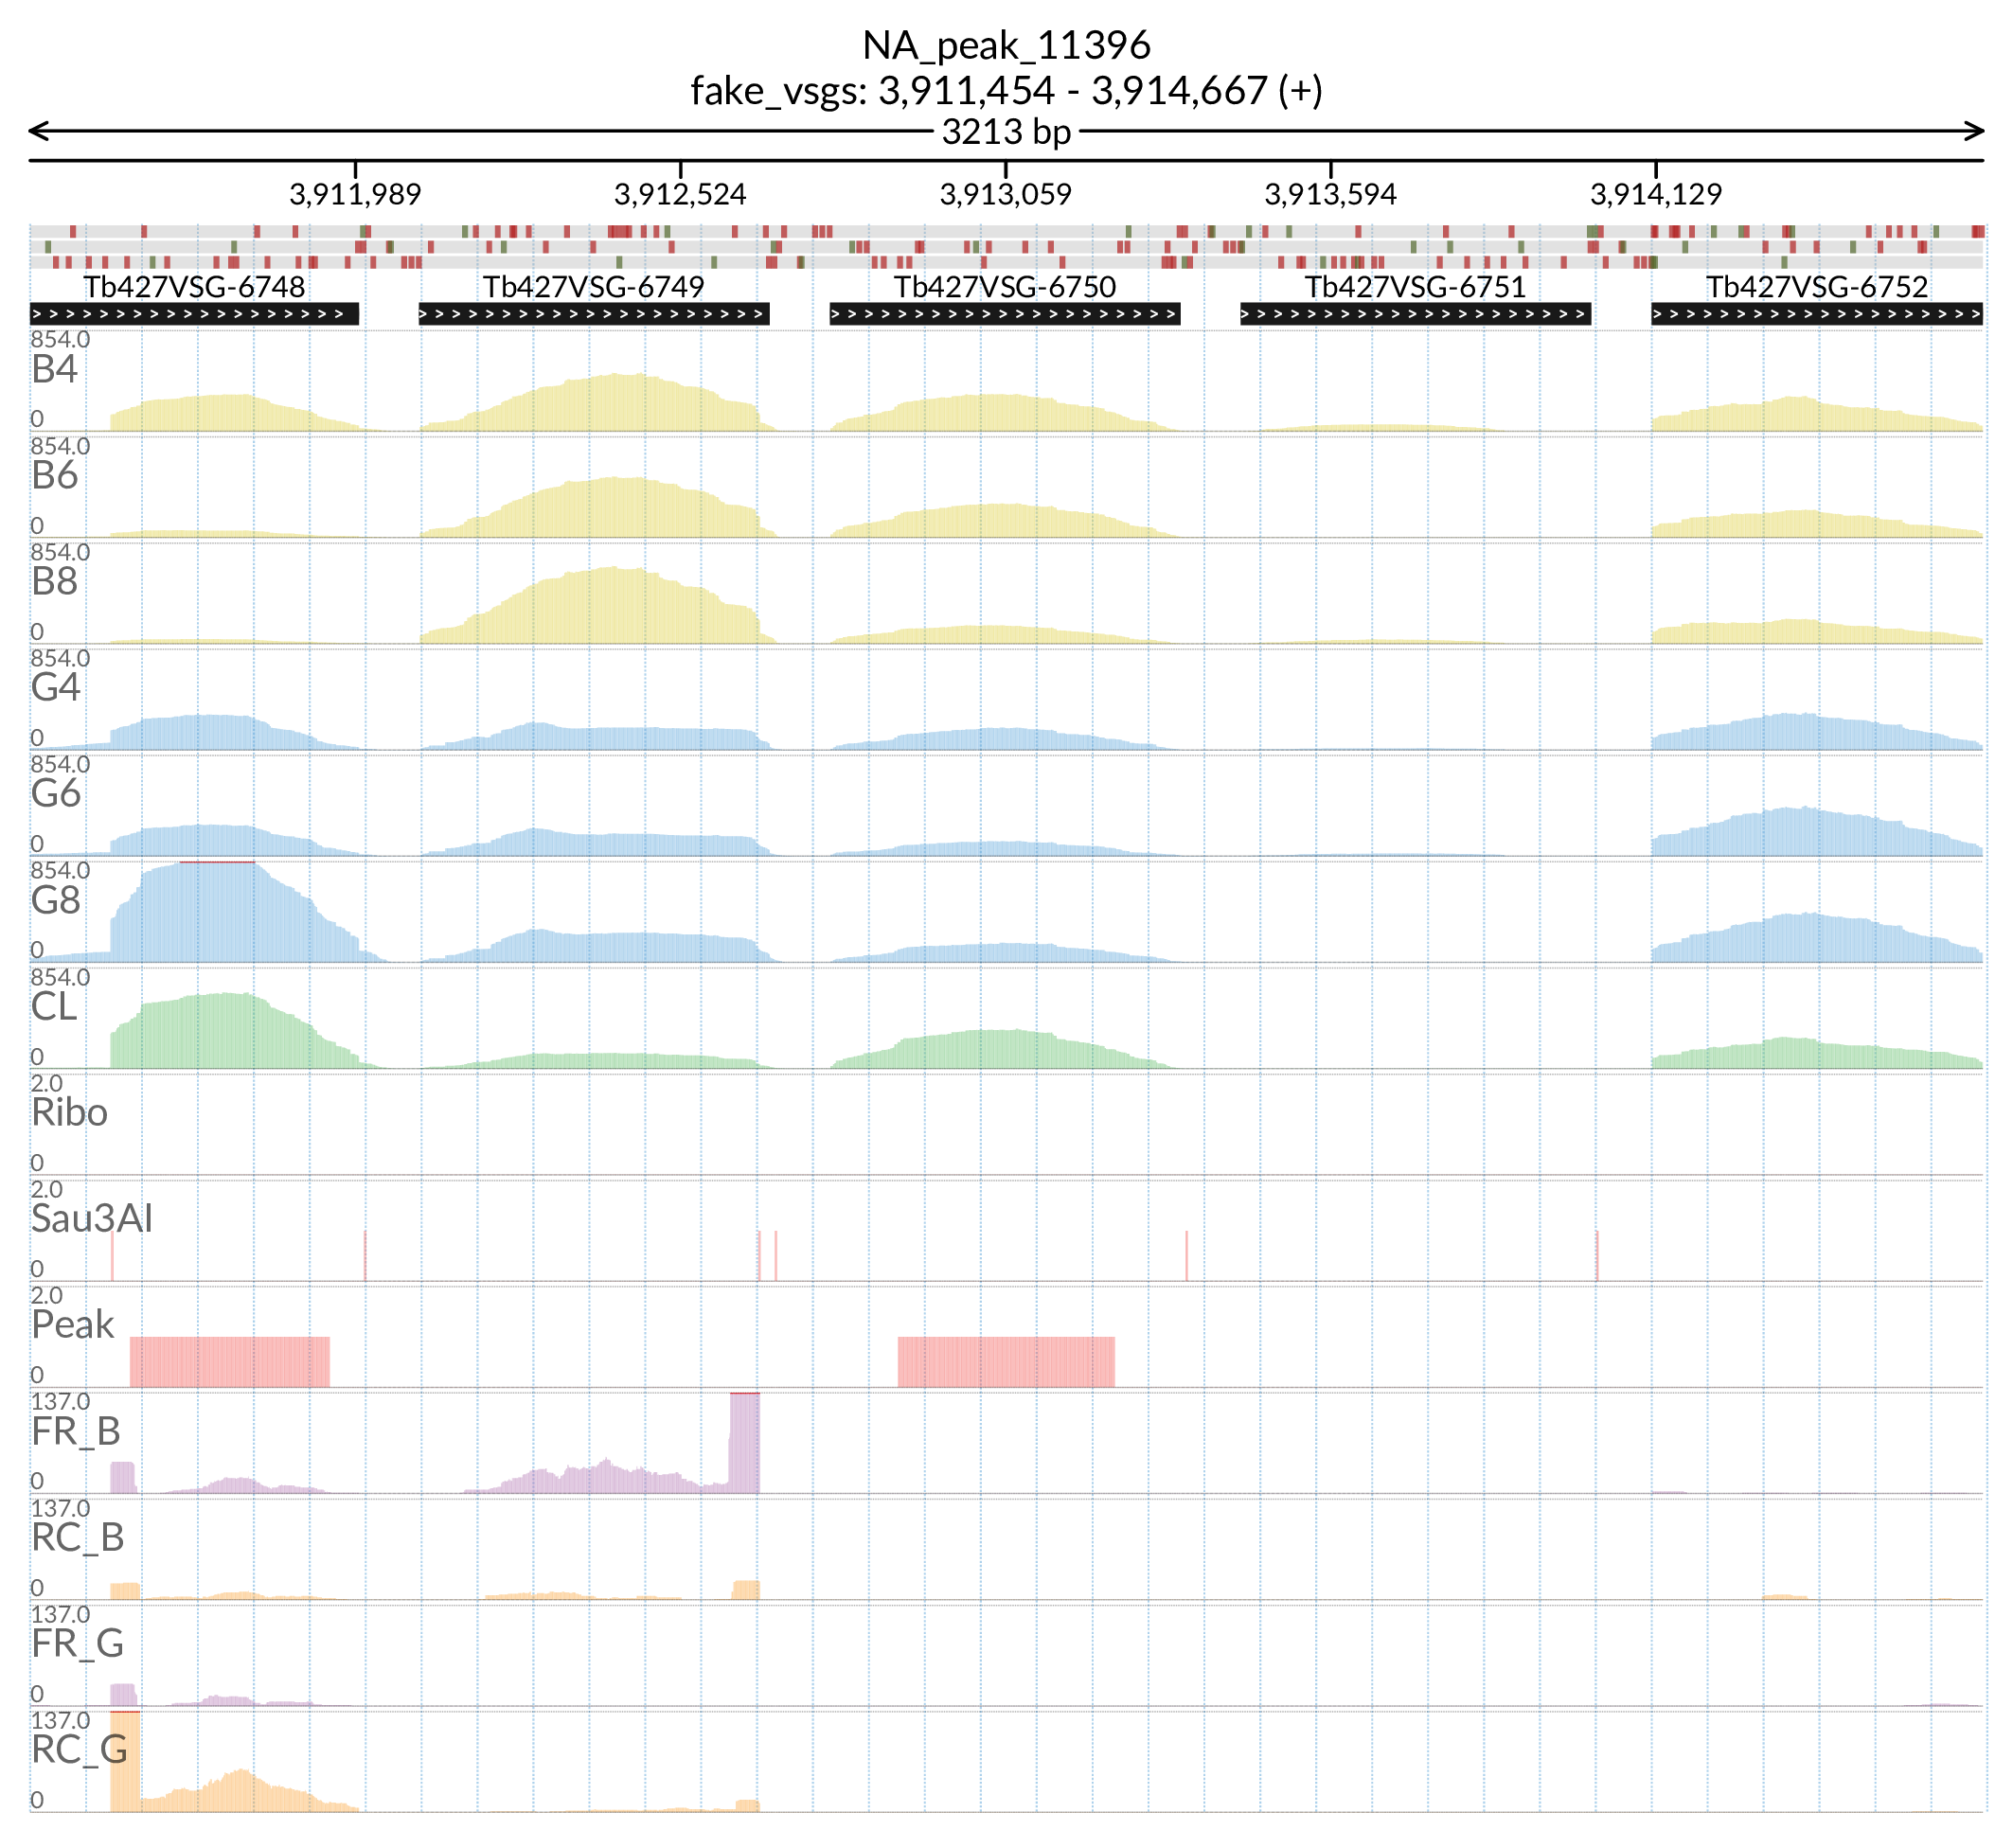 NA_peak_11396
fake_vsgs: 3,911,454 - 3,914,667 (+)
3213 bp
3,911,989 3,912,524 3,913,059 3,913,594 3,914,129
Tb427VSG-6748 Tb427VSG-6749 Tb427VSG-6750 Tb427VSG-6751 Tb427VSG-6752
854.0
B4
0
854.0
B6
0
854.0
B8
0
854.0
G4
0
854.0
G6
0
854.0
G8
0
854.0
CL
0
2.0
Ribo
0
2.0
Sau3AI
0
2.0
Peak
0
137.0
FR_B
0
137.0
RC_B
0
137.0
FR_G
0
137.0
RC_G
0